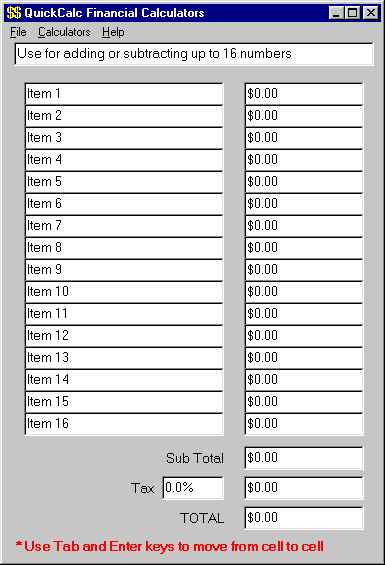 $$ QuickCalc Financial Calculators
File Calculators Help
Use for adding or subtracting up to 16 numbers
Item 1 $0.00
Item 2 $0.00
Item 3 $0.00
Item 4 $0.00
Item 5 $0.00
Item 6 $0.00
Item 7 $0.00
Item 8 $0.00
Item 9 $0.00
Item 10 $0.00
Item 11 $0.00
Item 12 $0.00
Item 13 $0.00
Item 14 $0.00
Item 15 $0.00
Item 16 $0.00
Sub Total $0.00
Tax 0.0% $0.00
TOTAL $0.00
* Use Tab and Enter keys to move from cell to cell